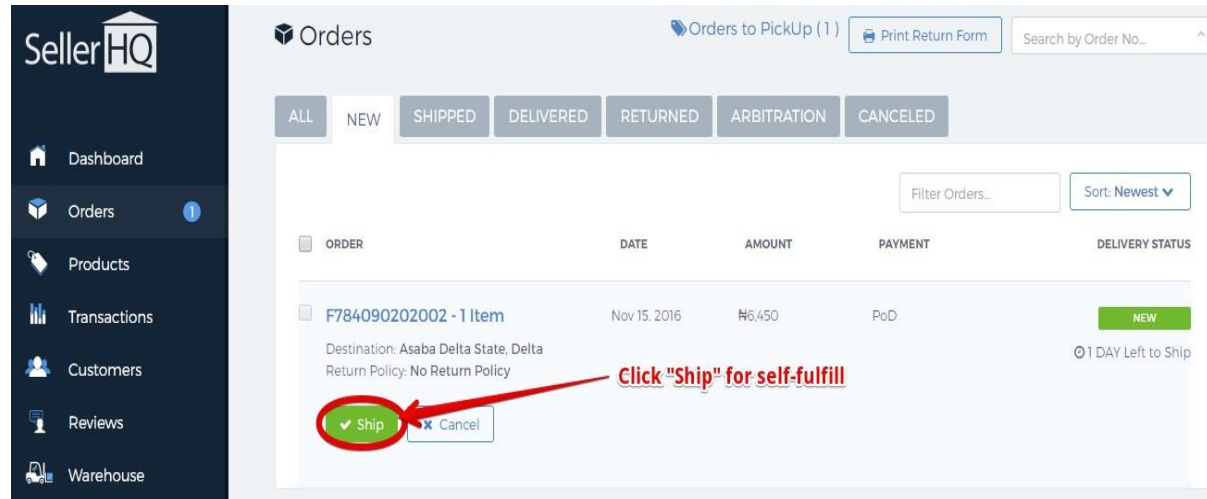 SellerHQ
Orders
Orders to PickUp (1)
Print Return Form
Search by Order No...
ALL
NEW
SHIPPED
DELIVERED
RETURNED
ARBITRATION
CANCELED
Dashboard
Orders 1
Products
Transactions
Customers
Reviews
Warehouse
Filter Orders...
Sort: Newest
ORDER DATE AMOUNT PAYMENT DELIVERY STATUS
F784090202002 - 1 Item Nov 15, 2016 ₦6,450 PoD NEW
Destination: Asaba Delta State, Delta 1 DAY Left to Ship
Return Policy: No Return Policy
Click "Ship" for self-fulfill
Ship
Cancel